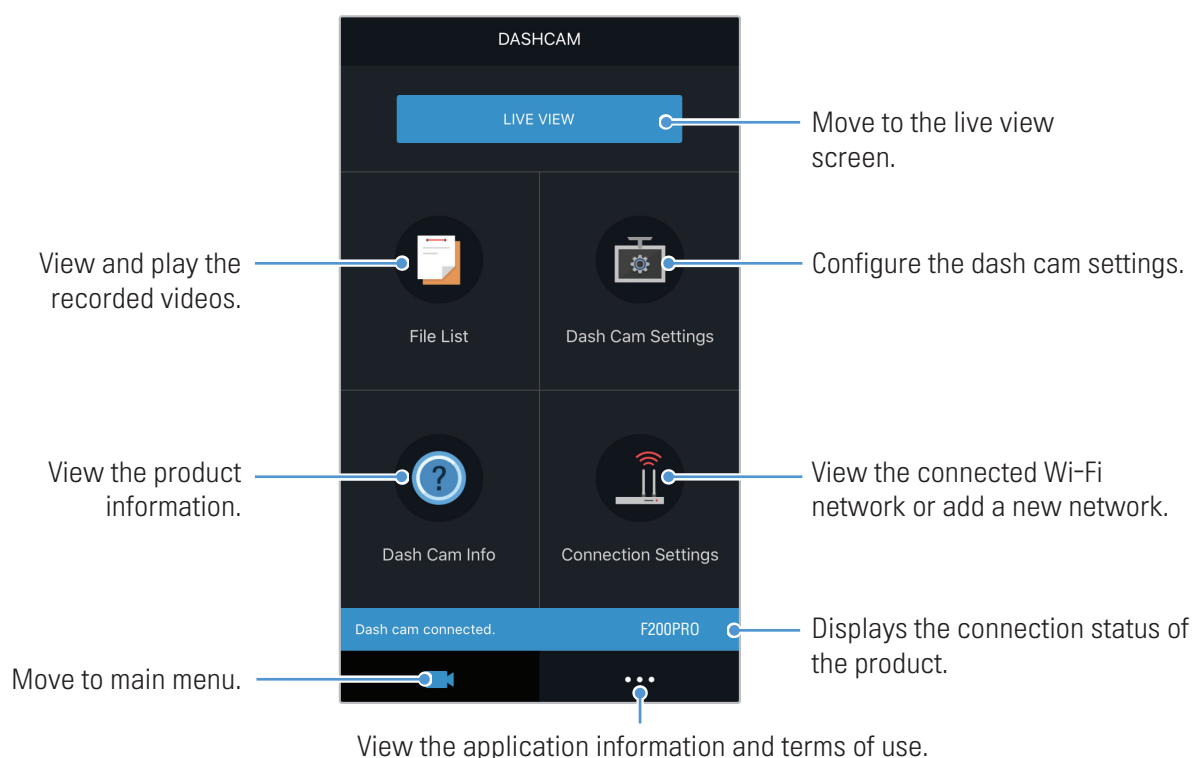 DASHCAM
LIVE VIEW
Move to the live view
screen.
View and play the
recorded videos.
File List
Dash Cam Settings
Configure the dash cam settings.
?
View the product
information.
Dash Cam Info
Connection Settings
View the connected Wi-Fi
network or add a new network.
Dash cam connected.
F200PRO
Displays the connection status of
the product.
Move to main menu.
View the application information and terms of use.